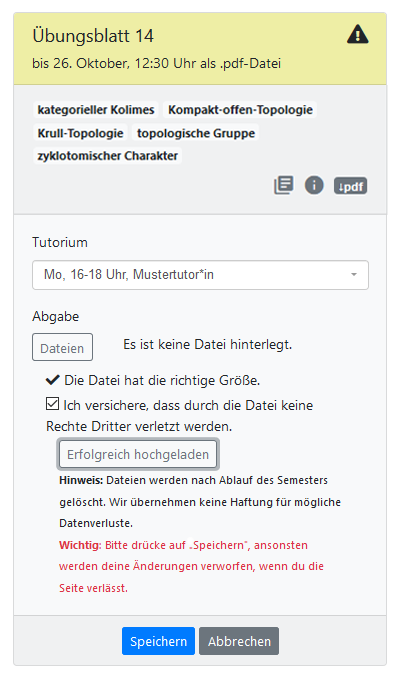 Übungsblatt 14
bis 26. Oktober, 12:30 Uhr als .pdf-Datei
kategorieller Kolimes Kompakt-offen-Topologie
Krull-Topologie topologische Gruppe
zyklotomischer Charakter
↓pdf
Tutorium
Mo, 16-18 Uhr, Mustertutor*in
Abgabe
Dateien Es ist keine Datei hinterlegt.
Die Datei hat die richtige Größe.
Ich versichere, dass durch die Datei keine
Rechte Dritter verletzt werden.
Erfolgreich hochgeladen
Hinweis: Dateien werden nach Ablauf des Semesters
gelöscht. Wir übernehmen keine Haftung für mögliche
Datenverluste.
Wichtig: Bitte drücke auf „Speichern“, ansonsten
werden deine Änderungen verworfen, wenn du die
Seite verlässt.
Speichern Abbrechen